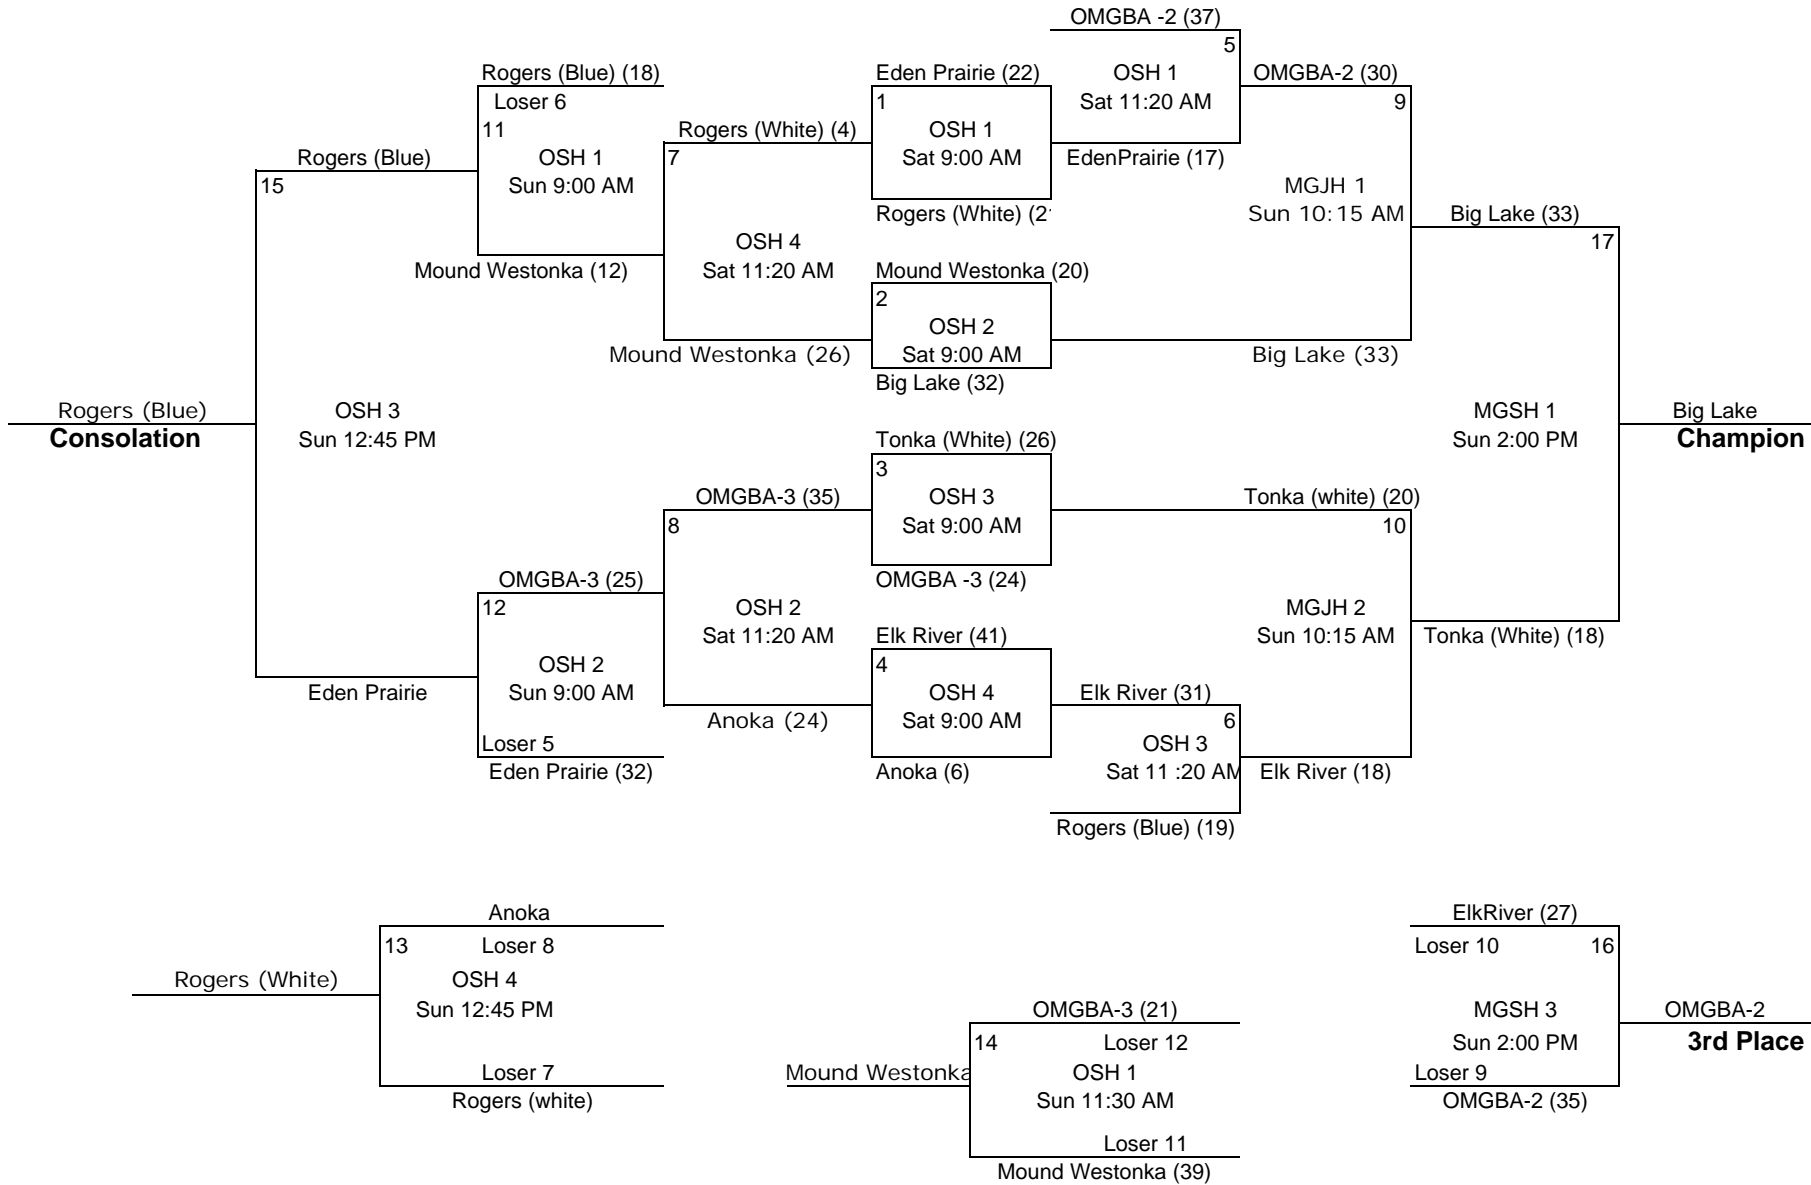 OMGBA -2 (37)
5
Rogers (Blue) (18)
Eden Prairie (22)
OSH 1
OMGBA-2 (30)
Loser 6
1
Sat 11:20 AM
9
11
Rogers (White) (4)
OSH 1
Rogers (Blue)
OSH 1
7
Sat 9:00 AM
EdenPrairie (17)
15
Sun 9:00 AM
MGJH 1
Rogers (White) (2
Sun 10:15 AM
Big Lake (33)
OSH 4
17
Mound Westonka (12)
Sat 11:20 AM
Mound Westonka (20)
2
OSH 2
Mound Westonka (26)
Sat 9:00 AM
Big Lake (33)
Big Lake (32)
Rogers (Blue)
OSH 3
MGSH 1
Big Lake
Consolation
Sun 12:45 PM
Tonka (White) (26)
Sun 2:00 PM
Champion
3
OMGBA-3 (35)
OSH 3
Tonka (white) (20)
8
Sat 9:00 AM
10
OMGBA-3 (25)
OMGBA -3 (24)
12
OSH 2
MGJH 2
Sat 11:20 AM
Elk River (41)
Sun 10:15 AM
Tonka (White) (18)
OSH 2
4
Eden Prairie
Sun 9:00 AM
OSH 4
Elk River (31)
Anoka (24)
Sat 9:00 AM
6
Loser 5
OSH 3
Eden Prairie (32)
Anoka (6)
Sat 11 :20 AM
Elk River (18)
Rogers (Blue) (19)
Anoka
ElkRiver (27)
13
Loser 8
Loser 10
16
Rogers (White)
OSH 4
Sun 12:45 PM
OMGBA-3 (21)
MGSH 3
OMGBA-2
14
Loser 12
Sun 2:00 PM
3rd Place
Loser 7
Mound Westonka
OSH 1
Loser 9
Rogers (white)
Sun 11:30 AM
OMGBA-2 (35)
Loser 11
Mound Westonka (39)